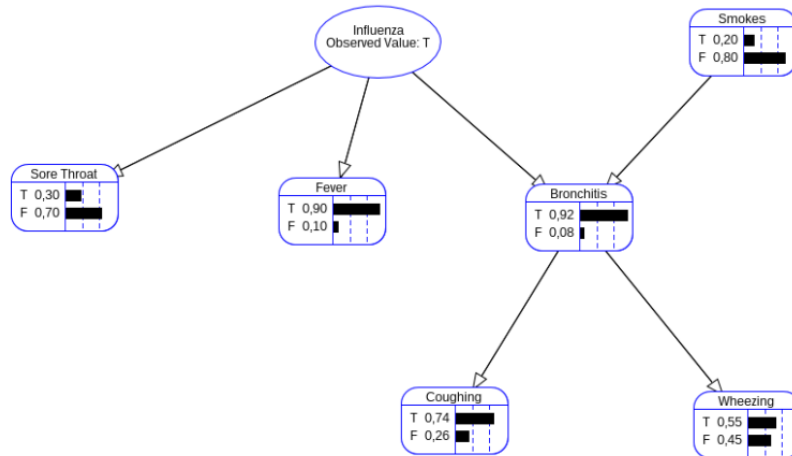 Influenza
Observed Value: T
Smokes
T 0,20
F 0,80
Sore Throat
T 0,30
F 0,70
Fever
T 0,90
F 0,10
Bronchitis
T 0,92
F 0,08
Coughing
T 0,74
F 0,26
Wheezing
T 0,55
F 0,45